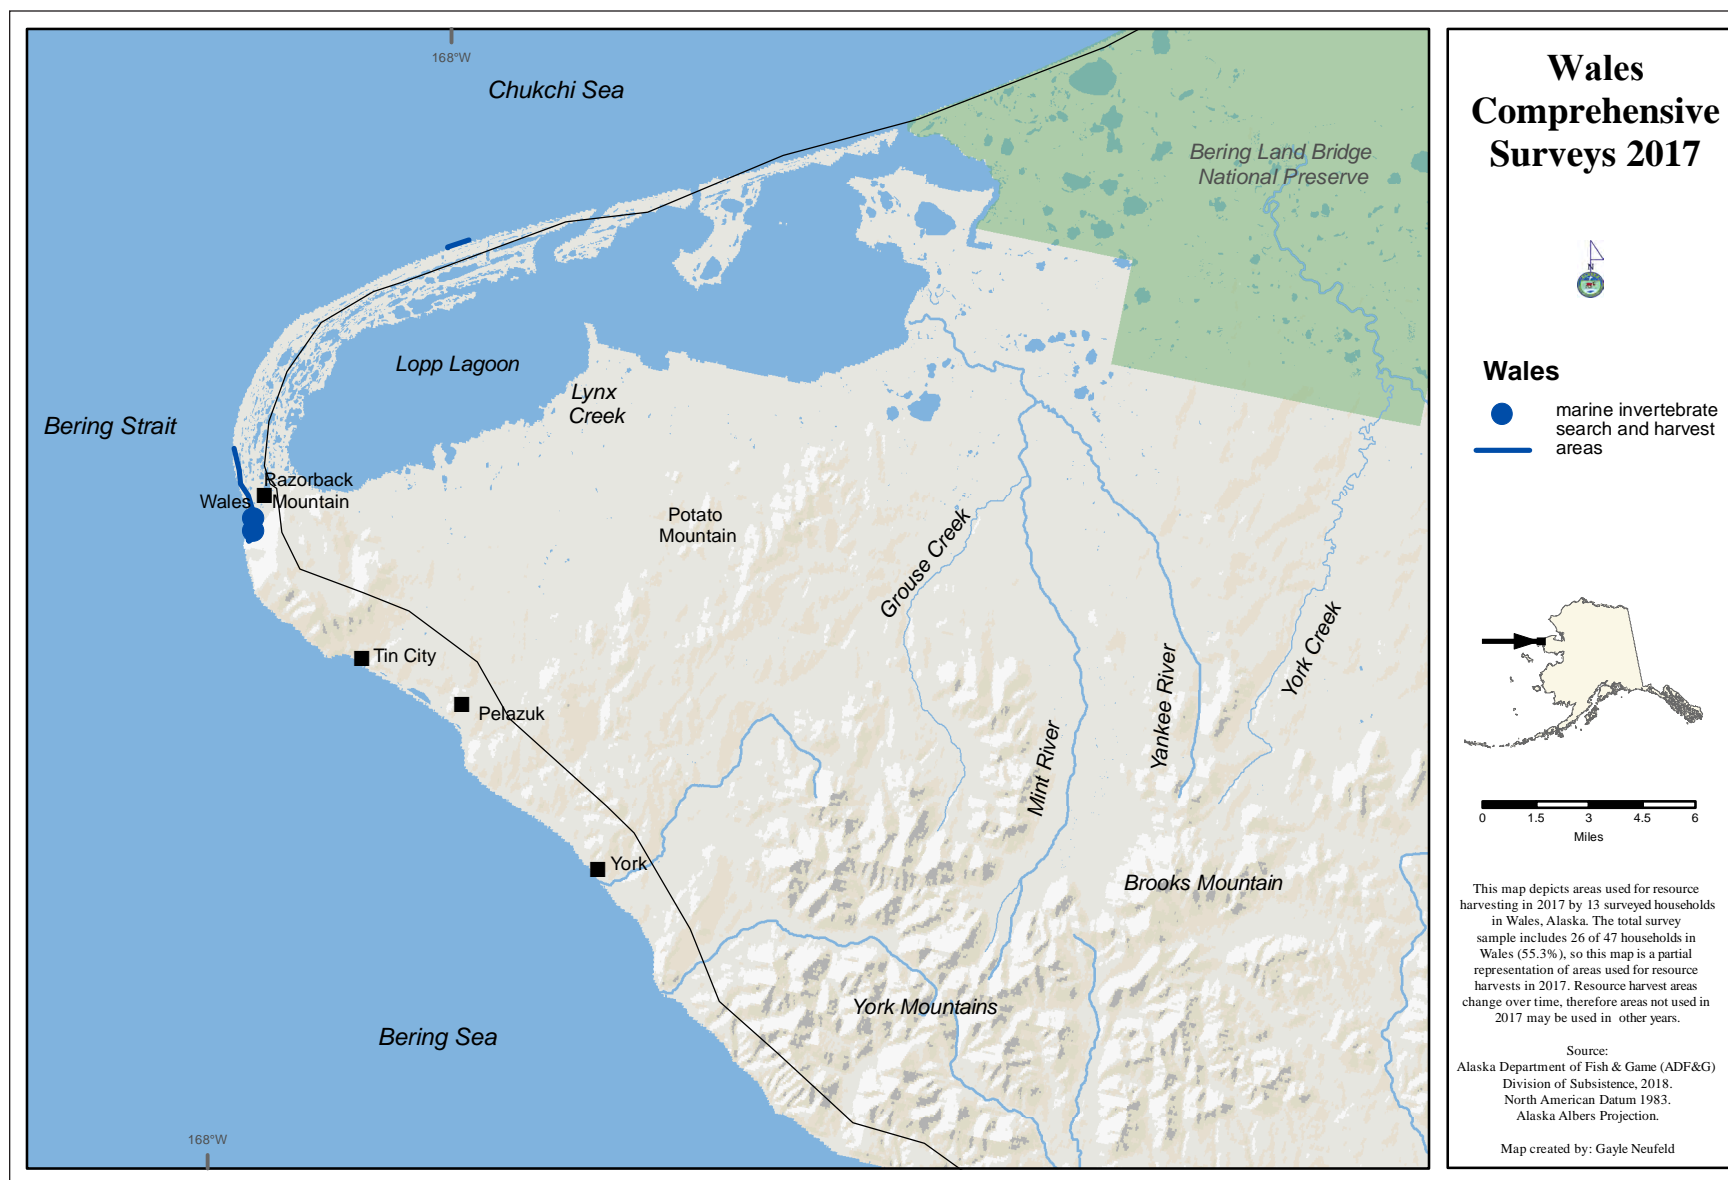 168°W
Chukchi Sea
Bering Land Bridge
National Preserve
Lopp Lagoon
Lynx
Creek
Bering Strait
Razorback
Mountain
Wales
Potato
Mountain
Grouse Creek
York Creek
Yankee River
Mint River
Tin City
Pelazuk
York
Brooks Mountain
York Mountains
Bering Sea
168°W
Wales
Comprehensive
Surveys 2017
N
Wales
marine invertebrate
search and harvest
areas
0 1.5 3 4.5 6
Miles
This map depicts areas used for resource
harvesting in 2017 by 13 surveyed households
in Wales, Alaska. The total survey
sample includes 26 of 47 households in
Wales (55.3%), so this map is a partial
representation of areas used for resource
harvests in 2017. Resource harvest areas
change over time, therefore areas not used in
2017 may be used in other years.
Source:
Alaska Department of Fish & Game (ADF&G)
Division of Subsistence, 2018.
North American Datum 1983.
Alaska Albers Projection.
Map created by: Gayle Neufeld